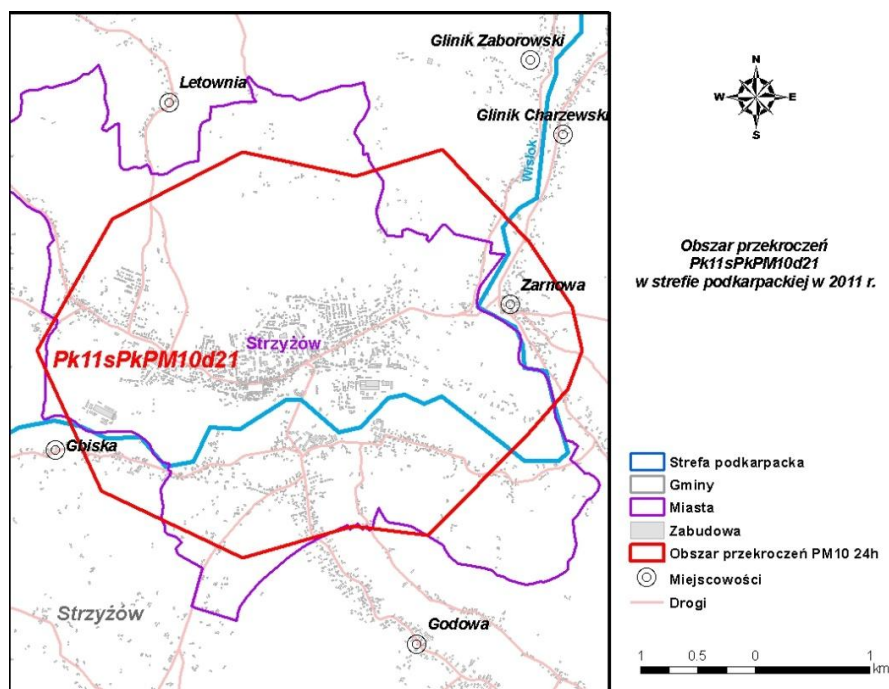 Glinik Zaborowski
Letownia
Glinik Charzewski
Wisłok
Zarnowa
Strzyżów
Pk11sPkPM10d21
Gbiska
Strzyżów
Godowa
N
W E
S
Obszar przekroczeń
Pk11sPkPM10d21
w strefie podkarpackiej w 2011 r.
Strefa podkarpacka
Gminy
Miasta
Zabudowa
Obszar przekroczeń PM10 24h
Miejscowości
Drogi
1 0.5 0 1
km